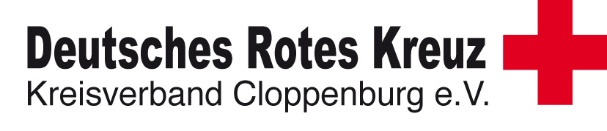 Deutsches Rotes Kreuz
Kreisverband Cloppenburg e.V.